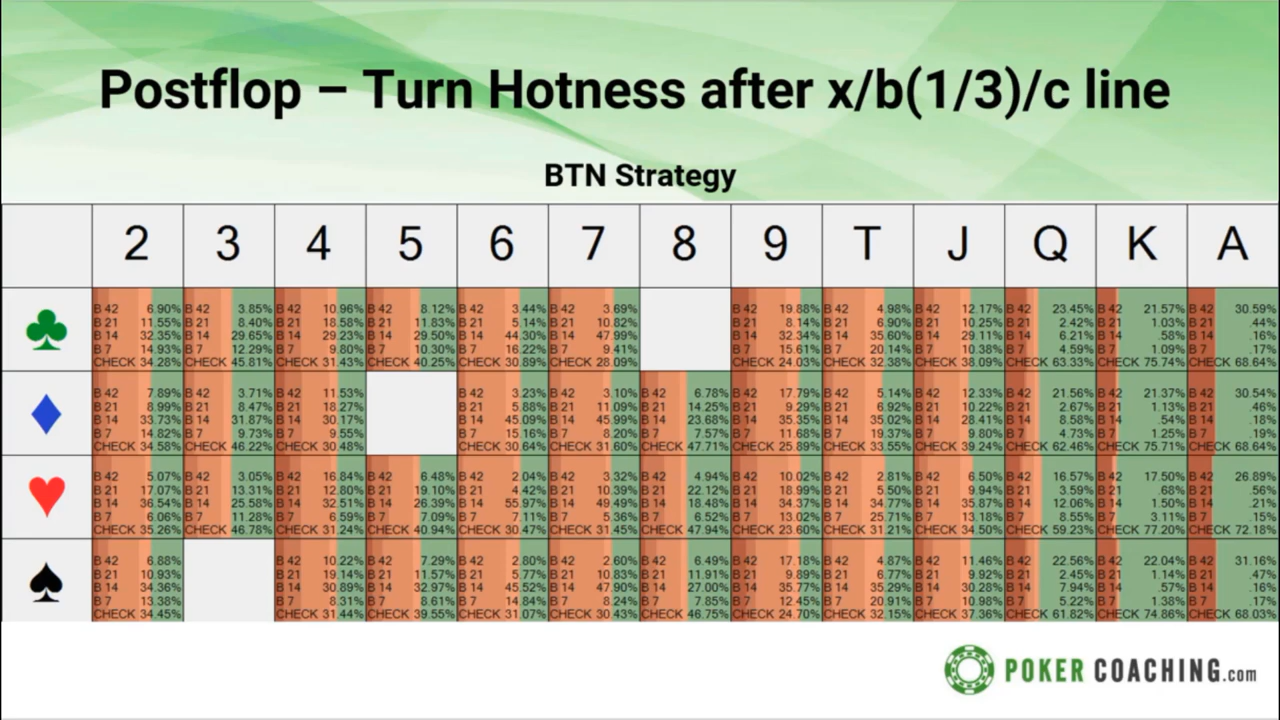 Postflop – Turn Hotness after x/b(1/3)/c line
BTN Strategy
2 3 4 5 6 7 8 9 T J Q K A
B 42 6.90% B 42 3.85% B 42 10.96% B 42 8.12% B 42 3.44% B 42 3.69% B 42 19.88% B 42 4.98% B 42 12.17% B 42 23.45% B 42 21.57% B 42 30.59%
B 21 11.55% B 21 8.40% B 21 18.58% B 21 11.83% B 21 5.14% B 21 10.82% B 21 8.14% B 21 6.90% B 21 10.25% B 21 2.42% B 21 1.03% B 21 .44%
B 14 32.35% B 14 29.65% B 14 29.23% B 14 29.50% B 14 44.30% B 14 47.99% B 14 32.34% B 14 35.60% B 14 29.11% B 14 6.21% B 14 .58% B 14 .16%
B 7 14.93% B 7 12.29% B 7 9.80% B 7 10.30% B 7 16.22% B 7 9.41% B 7 15.61% B 7 20.14% B 7 10.38% B 7 4.59% B 7 1.09% B 7 .17%
CHECK 34.28% CHECK 45.81% CHECK 31.43% CHECK 40.25% CHECK 30.89% CHECK 28.09% CHECK 24.03% CHECK 32.38% CHECK 38.09% CHECK 63.33% CHECK 75.74% CHECK 68.64%
B 42 7.89% B 42 3.71% B 42 11.53% B 42 3.23% B 42 3.10% B 42 6.78% B 42 17.79% B 42 5.14% B 42 12.33% B 42 21.56% B 42 21.37% B 42 30.54%
B 21 8.99% B 21 8.47% B 21 18.27% B 21 5.88% B 21 11.09% B 21 14.25% B 21 9.29% B 21 6.92% B 21 10.22% B 21 2.67% B 21 1.13% B 21 .46%
B 14 33.73% B 14 31.87% B 14 30.17% B 14 45.09% B 14 45.99% B 14 23.68% B 14 35.35% B 14 35.02% B 14 28.41% B 14 8.58% B 14 .54% B 14 .18%
B 7 14.82% B 7 9.73% B 7 9.55% B 7 15.16% B 7 8.20% B 7 7.57% B 7 11.68% B 7 19.37% B 7 9.80% B 7 4.73% B 7 1.25% B 7 .19%
CHECK 34.58% CHECK 46.22% CHECK 30.48% CHECK 30.64% CHECK 31.60% CHECK 47.71% CHECK 25.89% CHECK 33.55% CHECK 39.24% CHECK 62.46% CHECK 75.71% CHECK 68.64%
B 42 5.07% B 42 3.05% B 42 16.84% B 42 6.48% B 42 2.04% B 42 3.32% B 42 4.94% B 42 10.02% B 42 2.81% B 42 6.50% B 42 16.57% B 42 17.50% B 42 26.89%
B 21 17.07% B 21 13.31% B 21 12.80% B 21 19.10% B 21 4.42% B 21 10.39% B 21 22.12% B 21 18.99% B 21 5.50% B 21 9.94% B 21 3.59% B 21 .68% B 21 .56%
B 14 36.54% B 14 25.58% B 14 32.51% B 14 26.39% B 14 55.97% B 14 49.49% B 14 18.48% B 14 34.37% B 14 34.77% B 14 35.87% B 14 12.06% B 14 1.50% B 14 .21%
B 7 6.06% B 7 11.28% B 7 6.59% B 7 7.09% B 7 7.11% B 7 5.36% B 7 6.52% B 7 13.02% B 7 25.71% B 7 13.18% B 7 8.55% B 7 3.11% B 7 .15%
CHECK 35.26% CHECK 46.78% CHECK 31.24% CHECK 40.94% CHECK 30.47% CHECK 31.45% CHECK 47.94% CHECK 23.60% CHECK 31.21% CHECK 34.50% CHECK 59.23% CHECK 77.20% CHECK 72.18%
B 42 6.88% B 42 10.22% B 42 7.29% B 42 2.80% B 42 2.60% B 42 6.49% B 42 17.18% B 42 4.87% B 42 11.46% B 42 22.56% B 42 22.04% B 42 31.16%
B 21 10.93% B 21 19.14% B 21 11.57% B 21 5.77% B 21 10.83% B 21 11.91% B 21 9.89% B 21 6.77% B 21 9.92% B 21 2.45% B 21 1.14% B 21 .47%
B 14 34.36% B 14 30.89% B 14 32.97% B 14 45.52% B 14 47.90% B 14 27.00% B 14 35.77% B 14 35.29% B 14 30.28% B 14 7.94% B 14 .57% B 14 .16%
B 7 13.38% B 7 8.31% B 7 8.61% B 7 14.84% B 7 8.24% B 7 7.85% B 7 12.45% B 7 20.91% B 7 10.98% B 7 5.22% B 7 1.38% B 7 .17%
CHECK 34.45% CHECK 31.44% CHECK 39.55% CHECK 31.07% CHECK 30.43% CHECK 46.75% CHECK 24.70% CHECK 32.15% CHECK 37.36% CHECK 61.82% CHECK 74.86% CHECK 68.03%
POKER COACHING.com